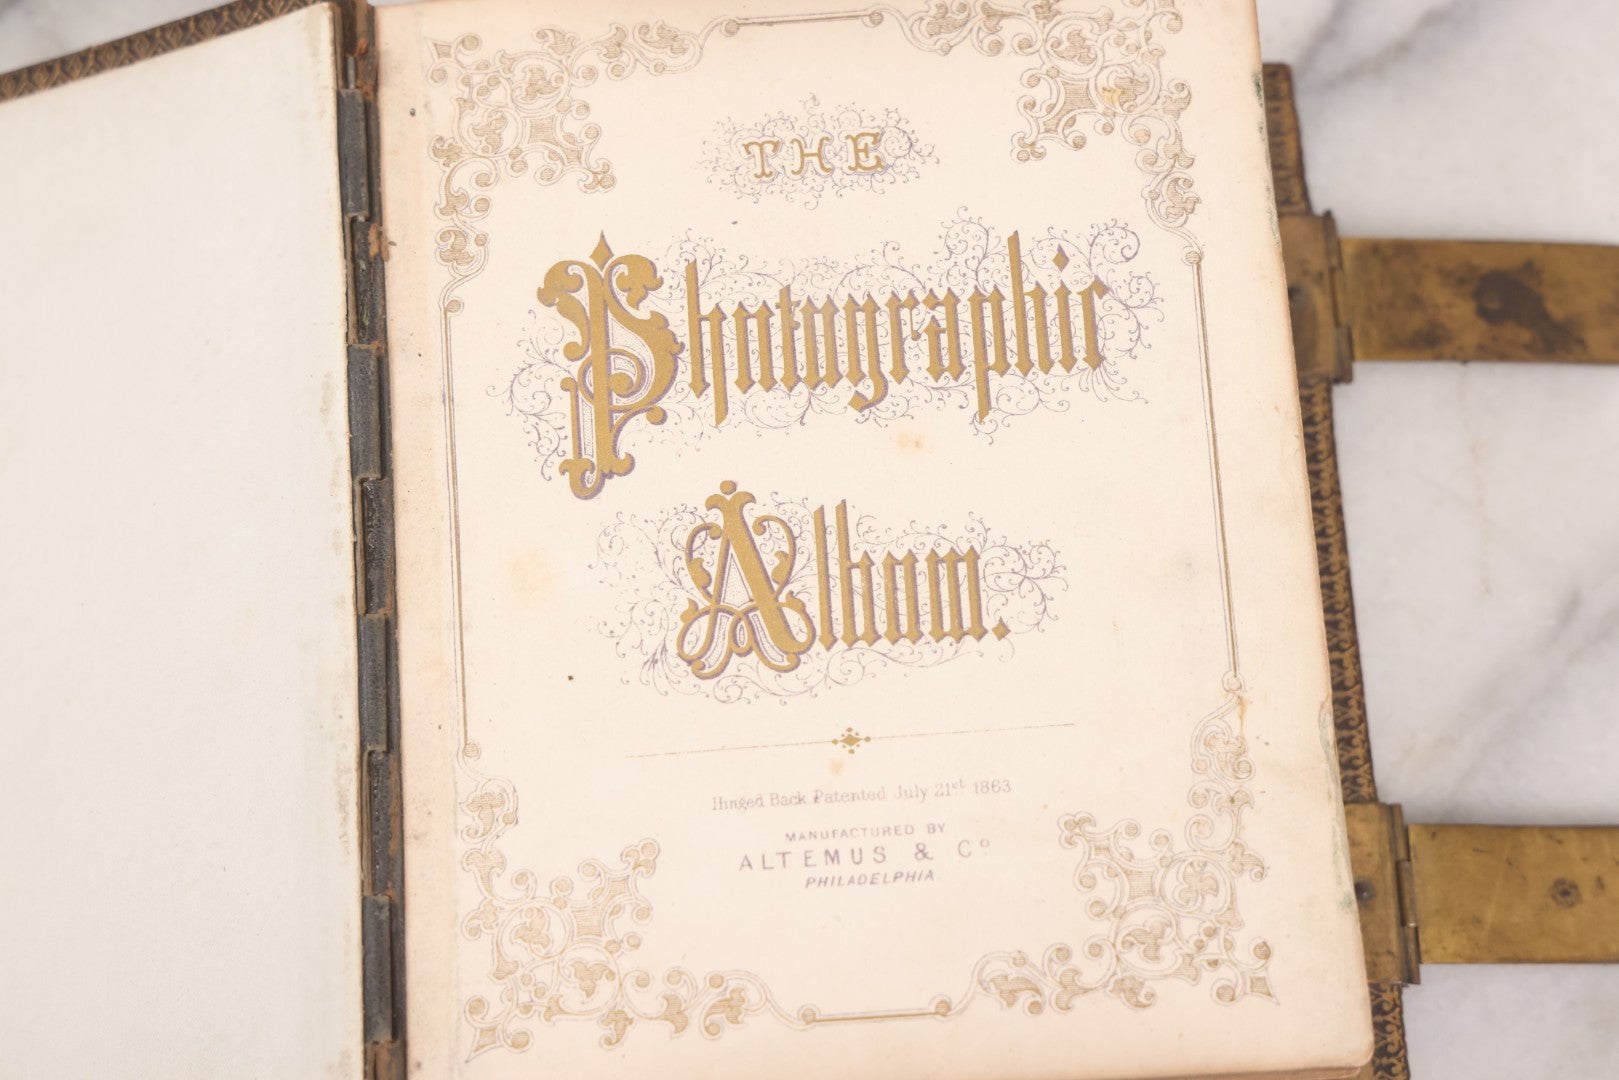 THE
Photographic
Album.
Hinged Back Patented July 21st 1863
MANUFACTURED BY
ALTEMUS & Co
PHILADELPHIA